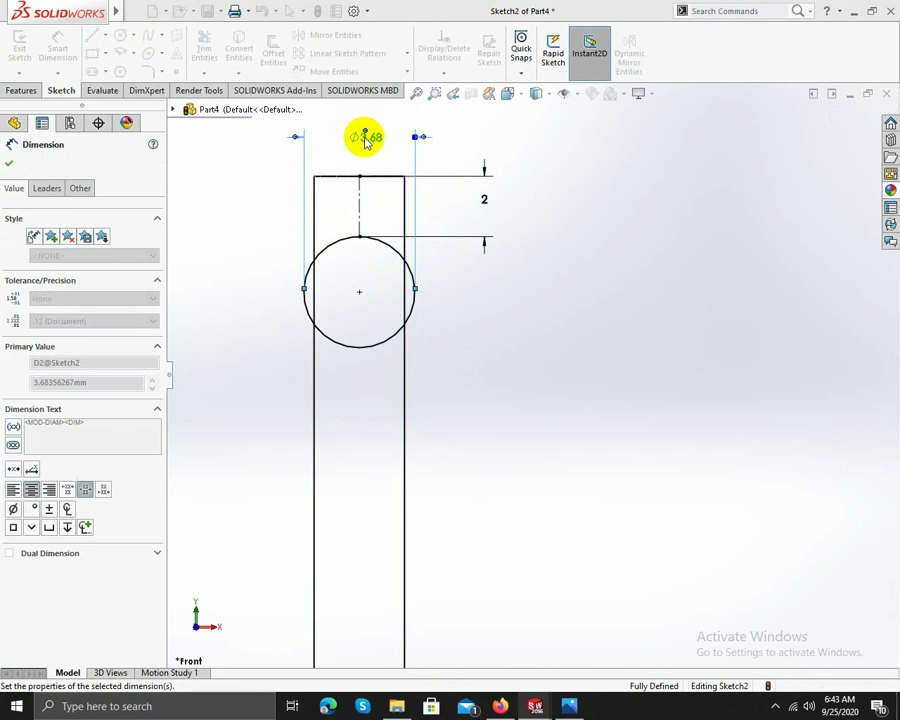 SOLIDWORKS
Sketch2 of Part4 *
Search Commands
Exit Sketch
Smart Dimension
Trim Entities
Convert Entities
Offset Entities
Mirror Entities
Linear Sketch Pattern
Move Entities
Display/Delete Relations
Repair Sketch
Quick Snaps
Rapid Sketch
Instant2D
Dynamic Mirror Entities
Features
Sketch
Evaluate
DimXpert
Render Tools
SOLIDWORKS Add-Ins
SOLIDWORKS MBD
Part4 (Default<<Default>...
Dimension
Value
Leaders
Other
Style
<NONE>
Tolerance/Precision
None
.12 (Document)
Primary Value
D2@Sketch2
3.68356267mm
Dimension Text
<MOD-DIAM><DIM>
Dual Dimension
∅3.68
2
Y
X
*Front
Activate Windows
Go to Settings to activate Windows.
Model
3D Views
Motion Study 1
Set the properties of the selected dimension(s).
Fully Defined
Editing Sketch2
Type here to search
6:43 AM
9/25/2020